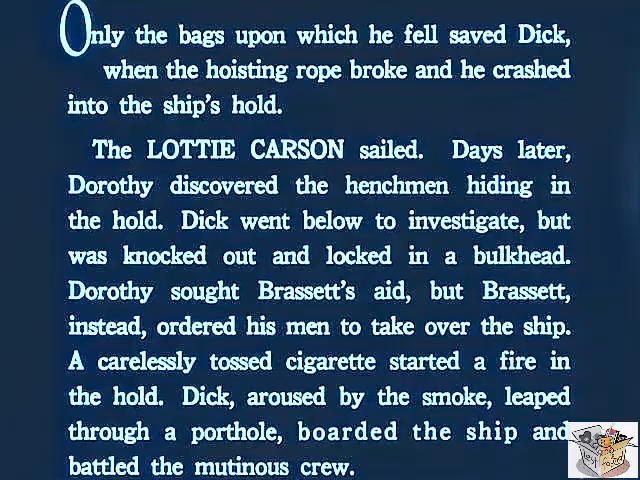 Only the bags upon which he fell saved Dick,
when the hoisting rope broke and he crashed
into the ship's hold.
The LOTTIE CARSON sailed. Days later,
Dorothy discovered the henchmen hiding in
the hold. Dick went below to investigate, but
was knocked out and locked in a bulkhead.
Dorothy sought Brassett's aid, but Brassett,
instead, ordered his men to take over the ship.
A carelessly tossed cigarette started a fire in
the hold. Dick, aroused by the smoke, leaped
through a porthole, boarded the ship and
battled the mutinous crew.